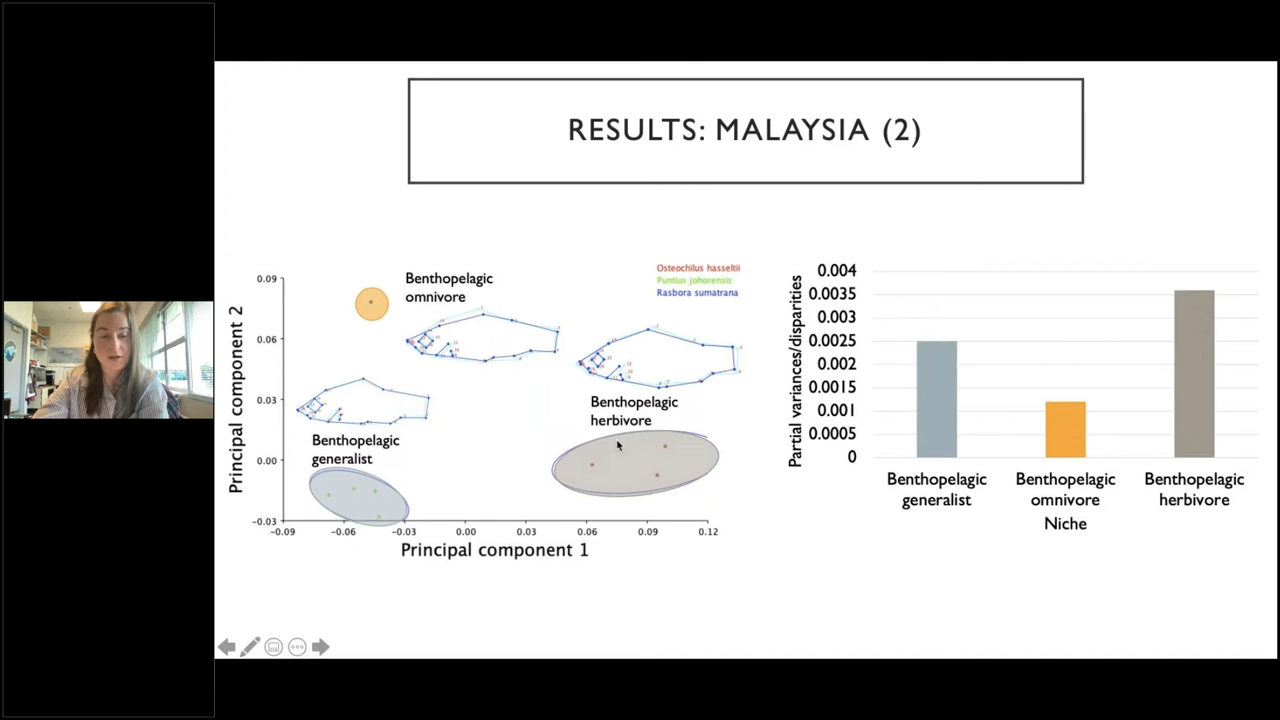 RESULTS: MALAYSIA (2)
Osteochilus hasseltii
Puntius johorensis
Rasbora sumatrana
Benthopelagic
omnivore
Benthopelagic
herbivore
Benthopelagic
generalist
Principal component 2
0.09
0.06
0.03
0.00
-0.03
-0.09
-0.06
-0.03
0.00
0.03
0.06
0.09
0.12
Principal component 1
Partial variances/disparities
0.004
0.0035
0.003
0.0025
0.002
0.0015
0.001
0.0005
0
Benthopelagic
generalist
Benthopelagic
omnivore
Benthopelagic
herbivore
Niche